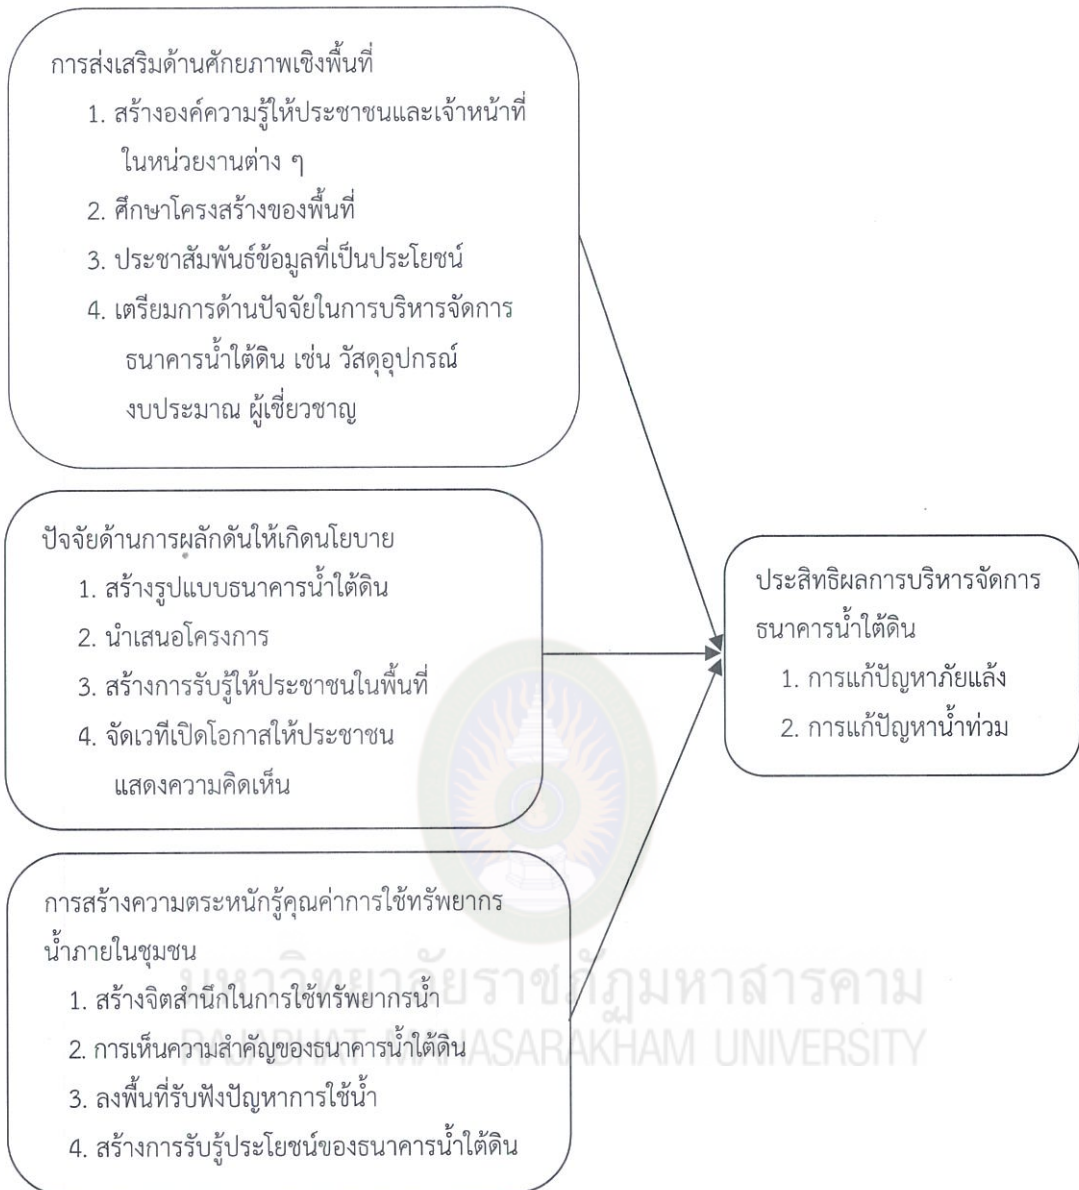 การส่งเสริมด้านศักยภาพเชิงพื้นที่
1. สร้างองค์ความรู้ให้ประชาชนและเจ้าหน้าที่
ในหน่วยงานต่าง ๆ
2. ศึกษาโครงสร้างของพื้นที่
3. ประชาสัมพันธ์ข้อมูลที่เป็นประโยชน์
4. เตรียมการด้านปัจจัยในการบริหารจัดการ
ธนาคารน้ำใต้ดิน เช่น วัสดุอุปกรณ์
งบประมาณ ผู้เชี่ยวชาญ
ปัจจัยด้านการผลักดันให้เกิดนโยบาย
1. สร้างรูปแบบธนาคารน้ำใต้ดิน
2. นำเสนอโครงการ
3. สร้างการรับรู้ให้ประชาชนในพื้นที่
4. จัดเวทีเปิดโอกาสให้ประชาชน
แสดงความคิดเห็น
ประสิทธิผลการบริหารจัดการ
ธนาคารน้ำใต้ดิน
1. การแก้ปัญหาภัยแล้ง
2. การแก้ปัญหาน้ำท่วม
การสร้างความตระหนักรู้คุณค่าการใช้ทรัพยากร
น้ำภายในชุมชน
1. สร้างจิตสำนึกในการใช้ทรัพยากรน้ำ
2. การเห็นความสำคัญของธนาคารน้ำใต้ดิน
3. ลงพื้นที่รับฟังปัญหาการใช้น้ำ
4. สร้างการรับรู้ประโยชน์ของธนาคารน้ำใต้ดิน
มหาวิทยาลัยราชภัฏมหาสารคาม
RAJABHAT MAHASARAKHAM UNIVERSITY